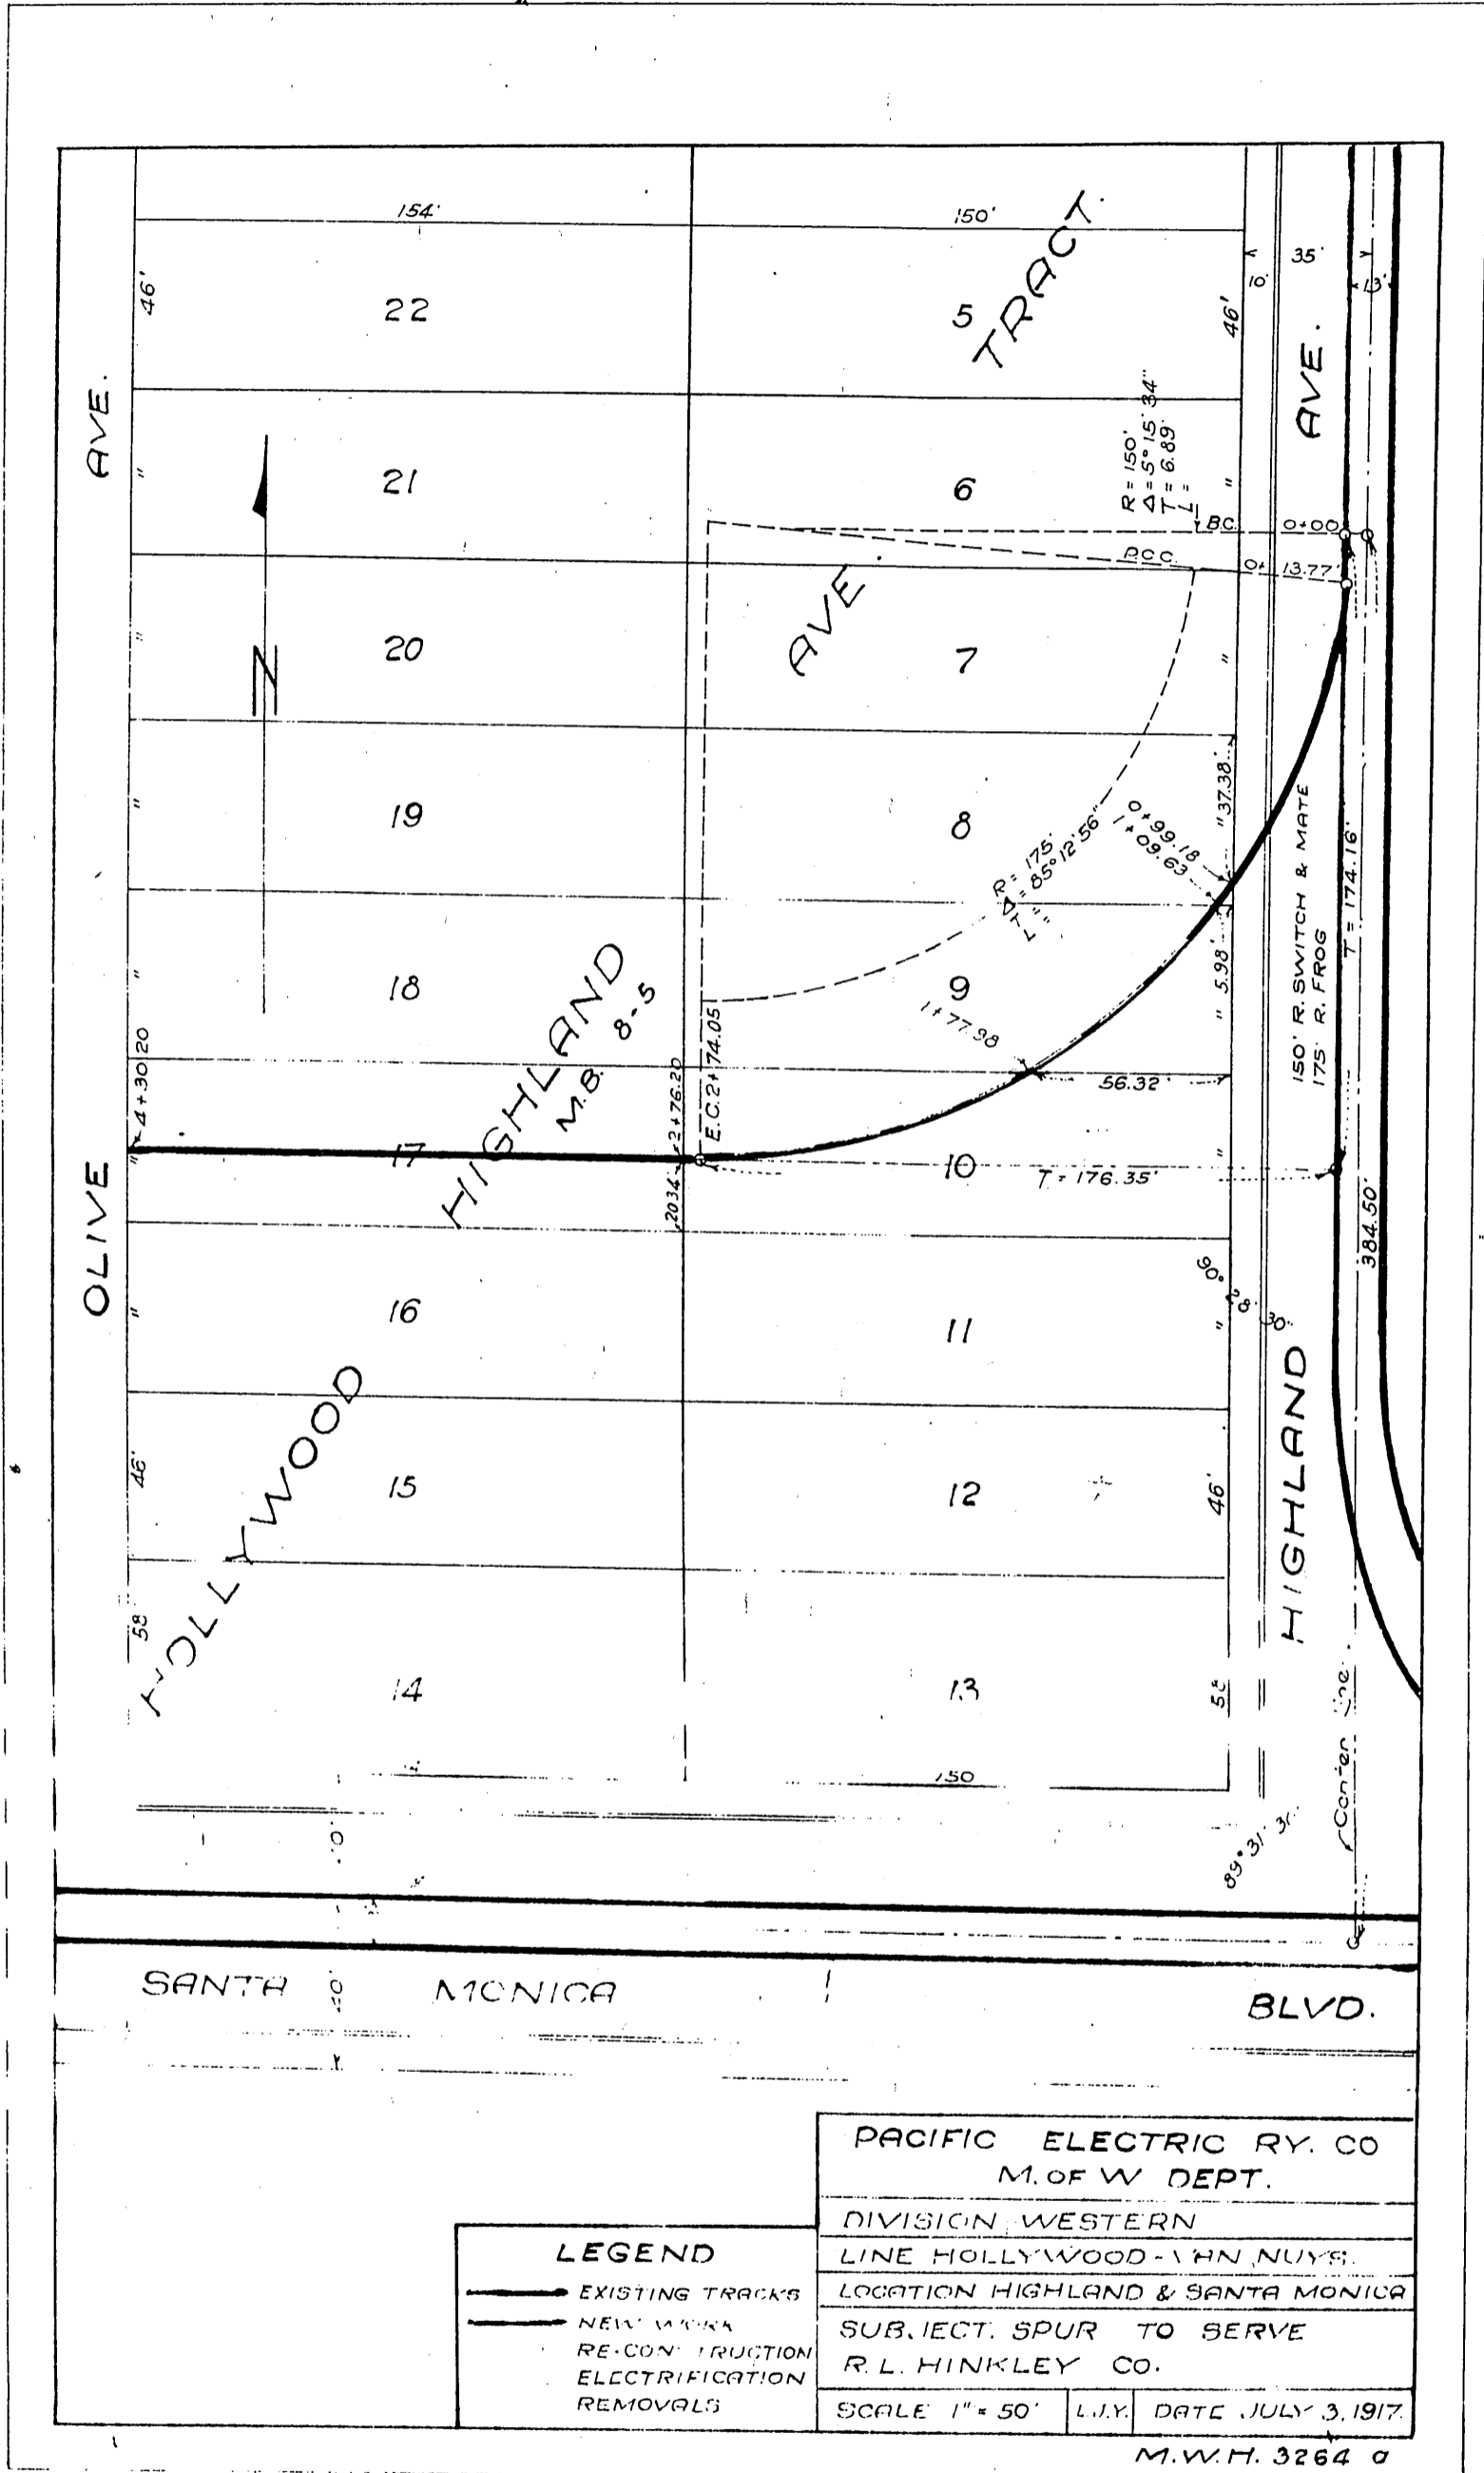 154'
150'
35'
10'
13'
46'
22
5
46'
TRACT.
AVE.
AVE.
R = 150'
Δ = 5° 15' 34"
T = 6.89'
L =
"
21
6
"
B.C.
0+00
P.C.C.
0+13.77
AVE.
N
"
20
7
"
"
19
8
"
37.38'
0+99.18
1+09.63
R = 175'
Δ = 85° 12' 56"
T "
L "
150' R. SWITCH & MATE
175' R. FROG
T = 174.16'
"
18
9
"
5.98'
1+77.98
HIGHLAND
M.B. 8-5
4+30.20
E.C. 2+74.05
2+76.20
20.34
56.32'
"
17
10
"
T = 176.35'
OLIVE
384.50'
"
16
11
"
HIGHLAND
46'
15
12
46'
HOLLYWOOD
58
14
13
58
150
Center Line
SANTA MONICA BLVD.
PACIFIC ELECTRIC RY. CO
M. OF W DEPT.
DIVISION WESTERN
LINE HOLLYWOOD - VAN NUYS.
LOCATION HIGHLAND & SANTA MONICA
SUBJECT. SPUR TO SERVE
R. L. HINKLEY CO.
SCALE 1" = 50' L.J.Y. DATE JULY 3, 1917.
LEGEND
EXISTING TRACKS
NEW WORK
RE-CONSTRUCTION
ELECTRIFICATION
REMOVALS
M.W.H. 3264 a